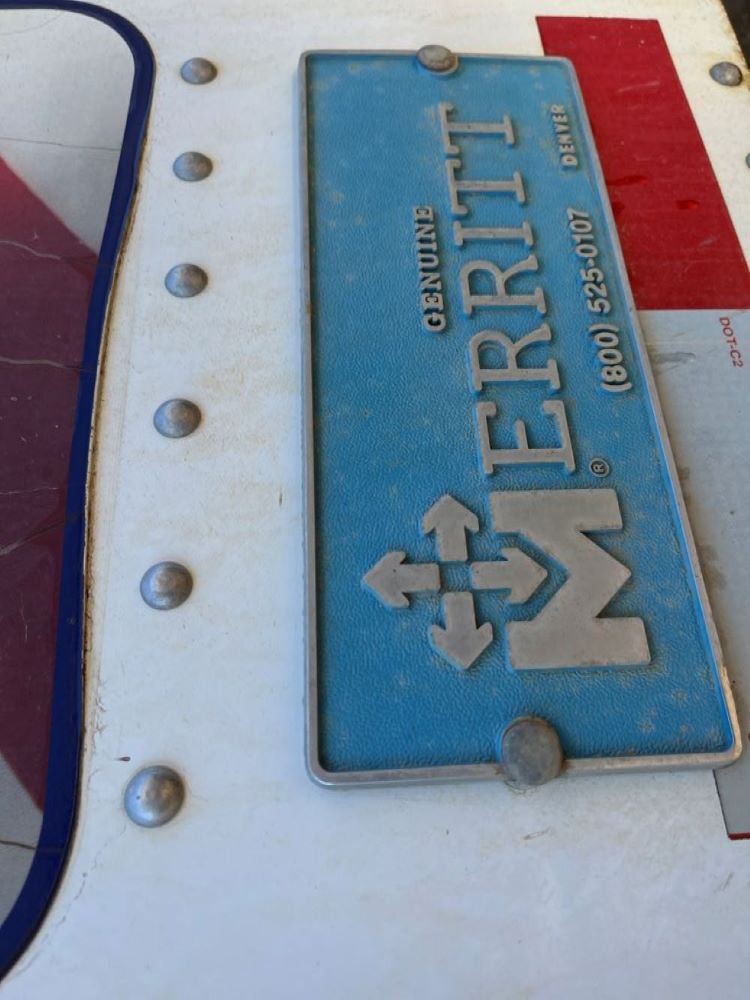 GENUINE
MERRITT®
(800) 525-0107 DENVER
DOT-C2